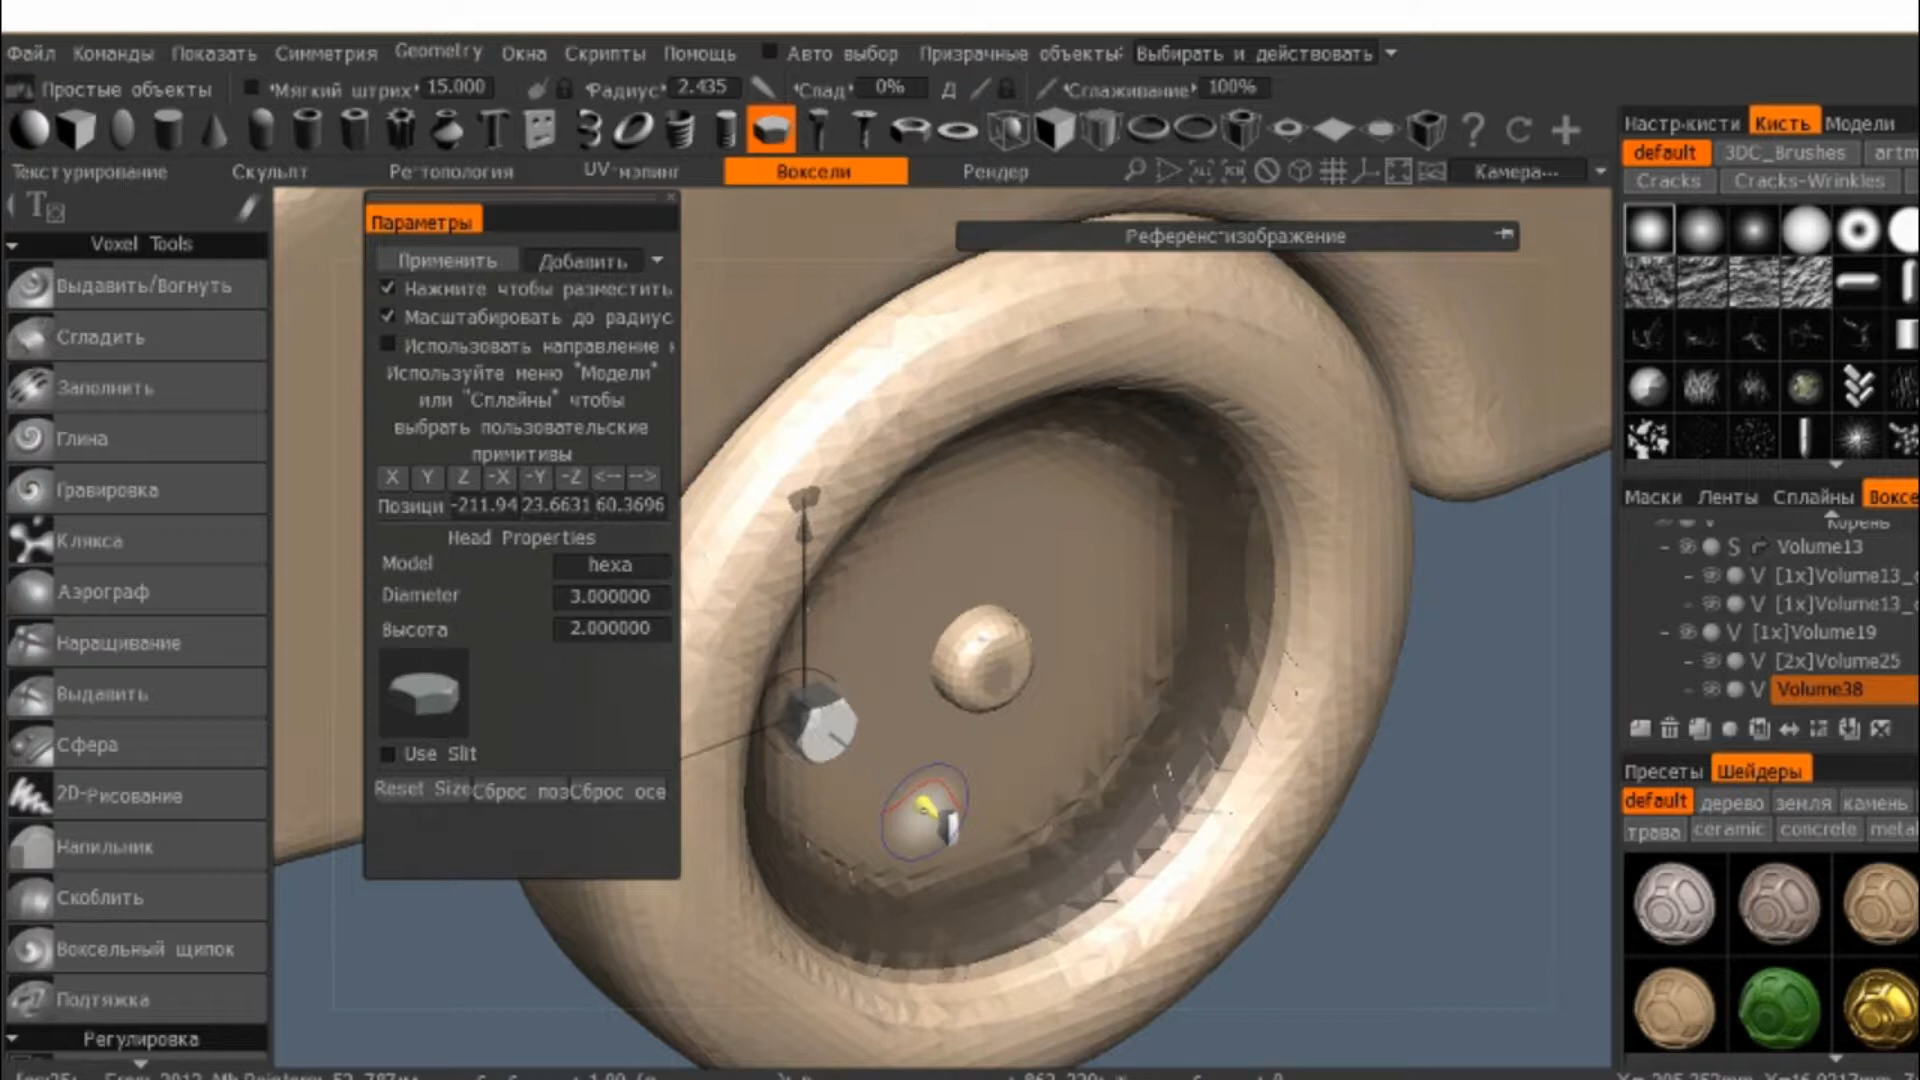 Файл Команды Показать Симметрия Geometry Окна Скрипты Помощь Авто выбор Призрачные объекты: Выбирать и действовать
Простые объекты "Мягкий штрих" 15.000 "Радиус" 2.435 "Спад" 0% Д "Сглаживание" 100%
Текстурирование Скульпт Ретопология UV-мэпинг Воксели Рендер Камера...
Voxel Tools
Выдавить/Вогнуть
Сгладить
Заполнить
Глина
Гравировка
Клякса
Аэрограф
Наращивание
Выдавить
Сфера
2D-Рисование
Напильник
Скоблить
Воксельный щипок
Подтяжка
Регулировка
Параметры
Применить Добавить
Нажмите чтобы разместить
Масштабировать до радиус
Использовать направление
Используйте меню "Модели"
или "Сплайны" чтобы
выбрать пользовательские
примитивы
X Y Z -X -Y -Z <-- -->
Позици -211.94 23.6631 60.3696
Head Properties
Model hexa
Diameter 3.000000
Высота 2.000000
Use Slit
Reset Size Сброс поз Сброс осе
Референс-изображение
Настр-кисти Кисть Модели
default 3DC_Brushes artm
Cracks Cracks-Wrinkles
Маски Ленты Сплайны Воксе
Корень
S Volume13
V [1x]Volume13_
V [1x]Volume13_
V [1x]Volume19
V [2x]Volume25
V Volume38
Пресеты Шейдеры
default дерево земля камень
трава ceramic concrete metal